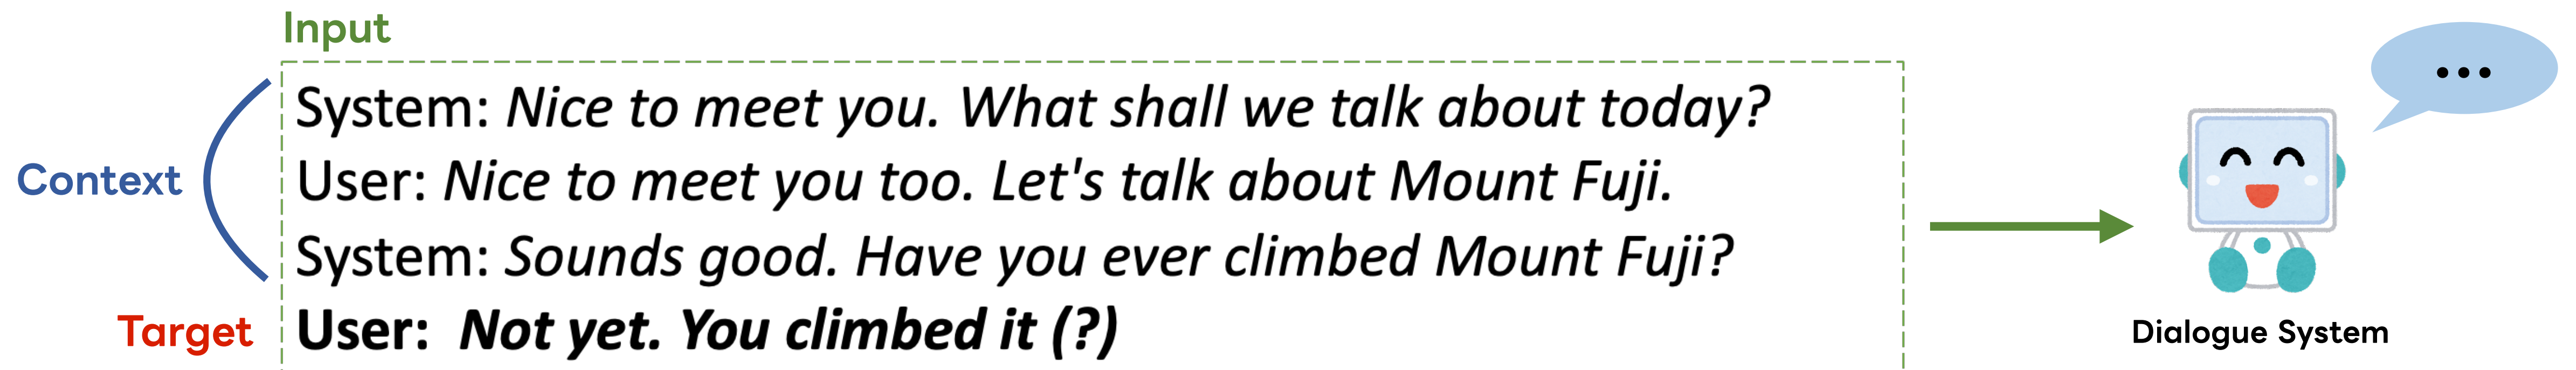 Input
System: Nice to meet you. What shall we talk about today?
User: Nice to meet you too. Let's talk about Mount Fuji.
Context
System: Sounds good. Have you ever climbed Mount Fuji?
Target
User: Not yet. You climbed it (?)
...
Dialogue System